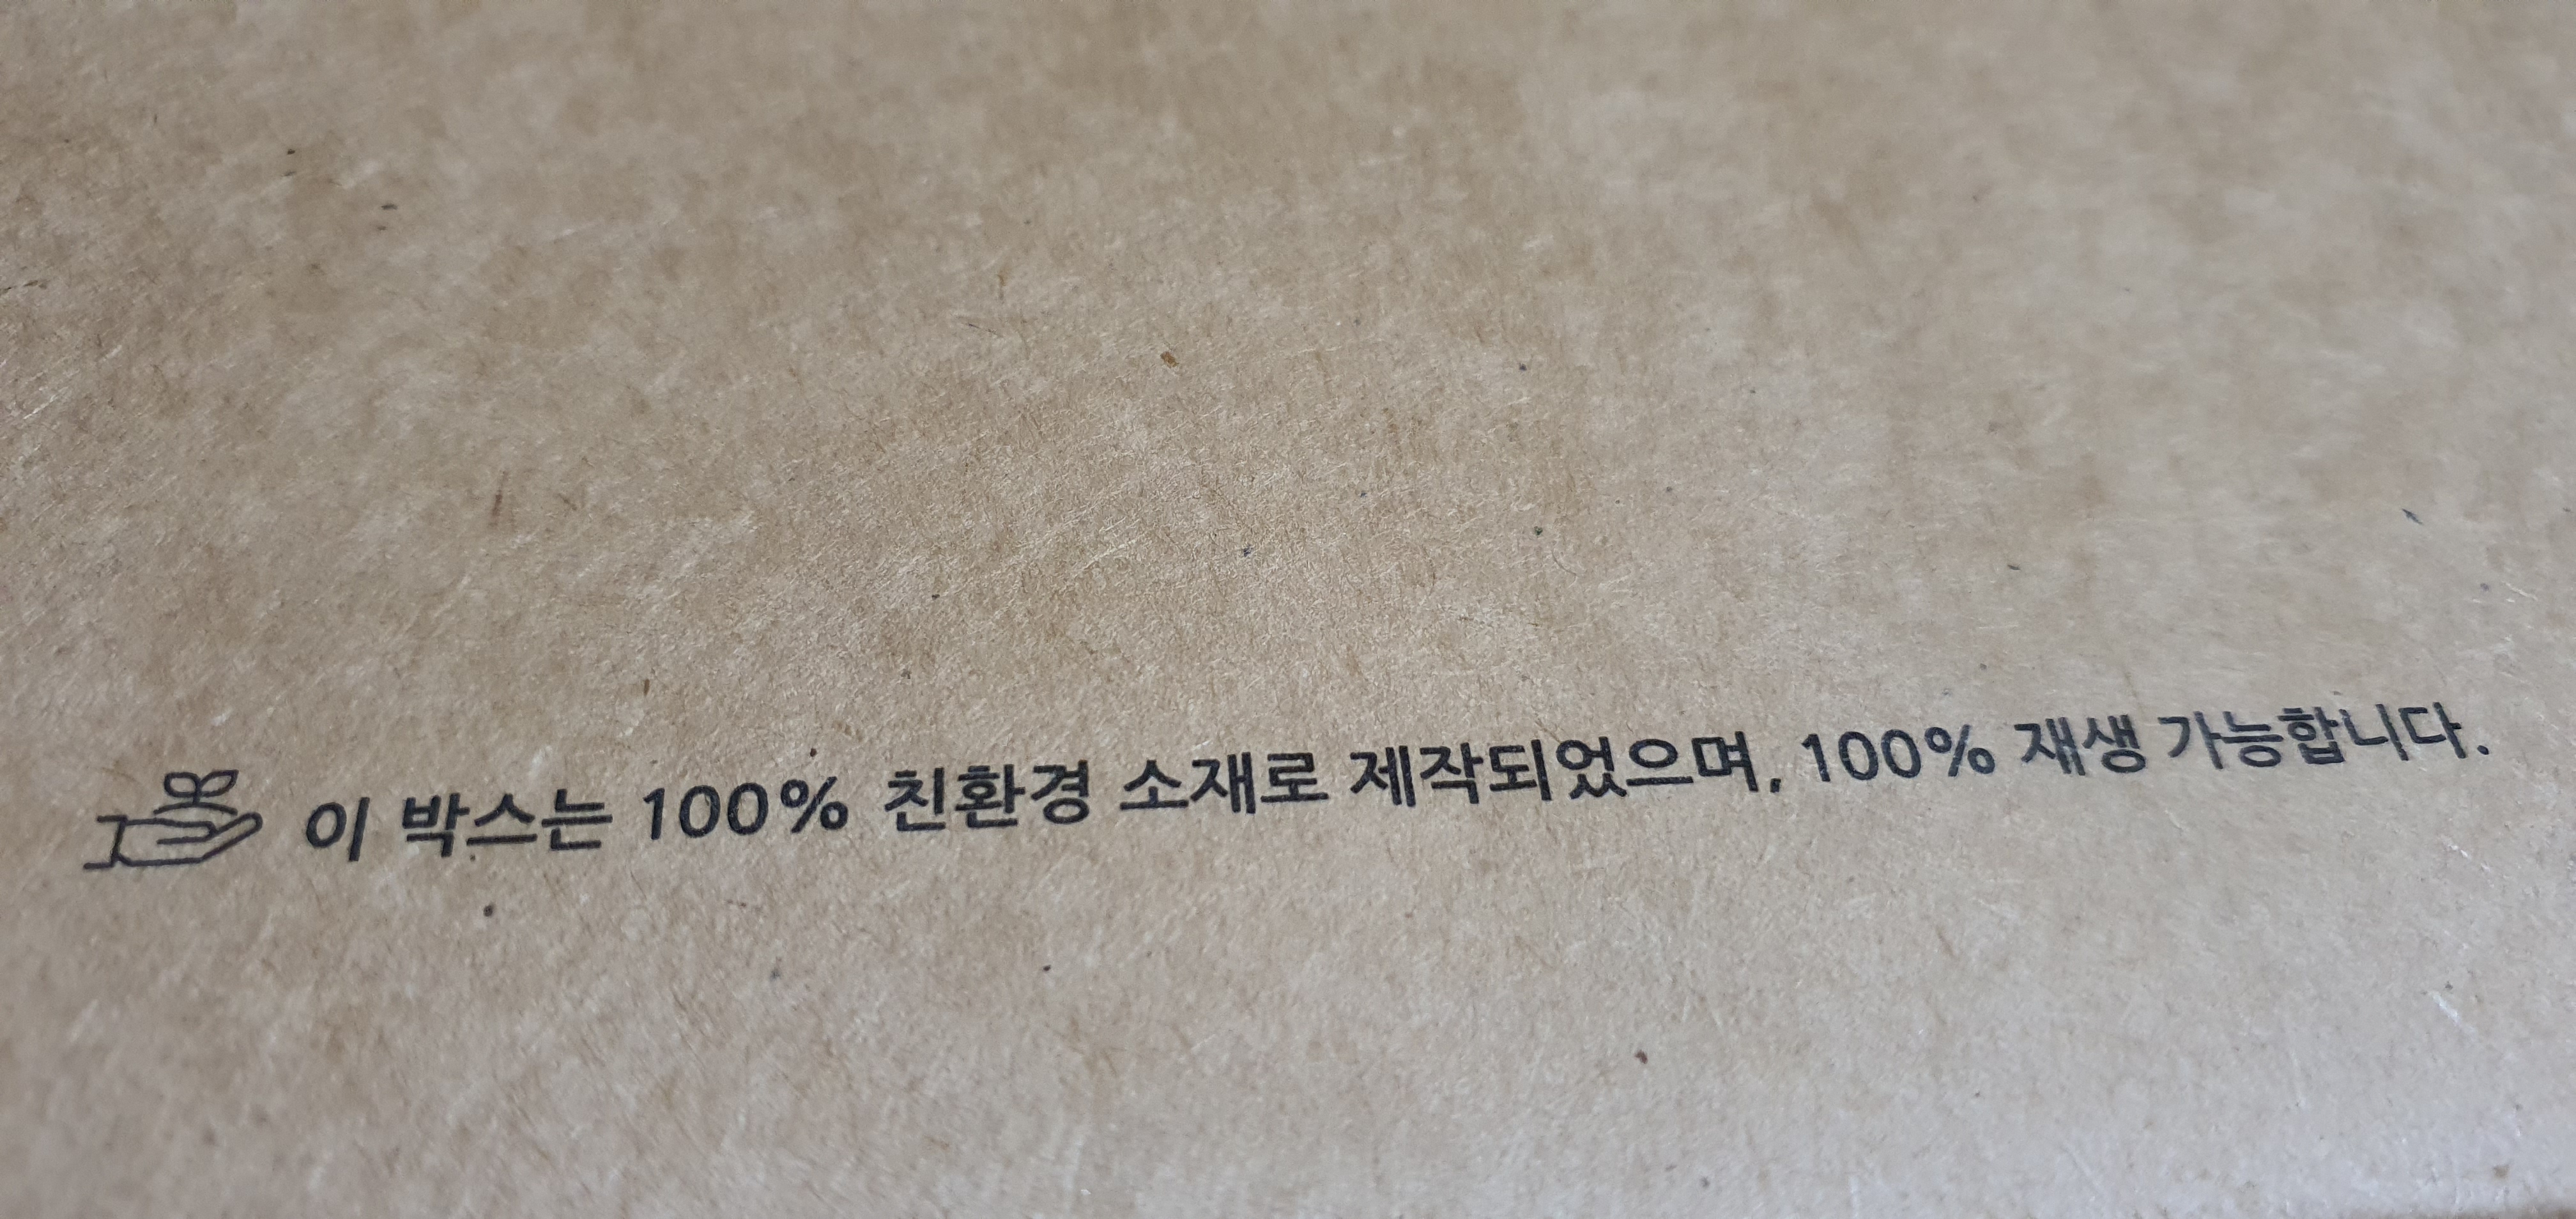 이 박스는 100% 친환경 소재로 제작되었으며, 100% 재생 가능합니다.